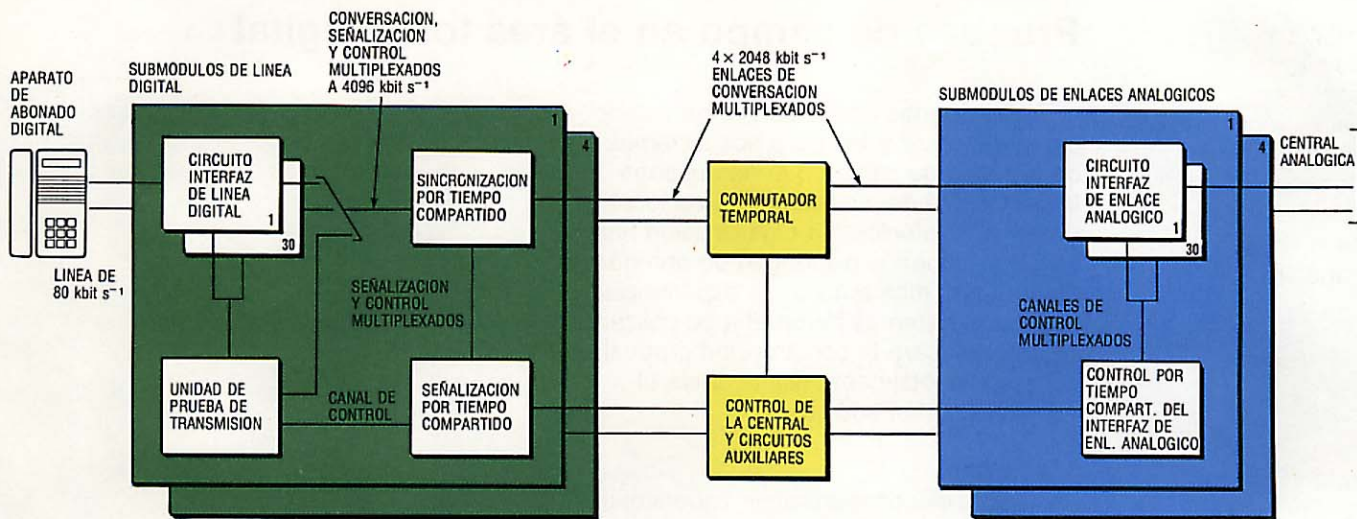 CONVERSACION,
SEÑALIZACION
Y CONTROL
MULTIPLEXADOS
A 4096 kbit s⁻¹
4 × 2048 kbit s⁻¹
ENLACES DE
CONVERSACION
MULTIPLEXADOS
APARATO
DE
ABONADO
DIGITAL
SUBMODULOS DE LINEA
DIGITAL
SUBMODULOS DE ENLACES ANALOGICOS
1
4
CIRCUITO
INTERFAZ
DE LINEA
DIGITAL
1
30
SINCRCNIZACION
POR TIEMPO
COMPARTIDO
CONMUTADOR
TEMPORAL
1
4
CIRCUITO
INTERFAZ
DE ENLACE
ANALOGICO
1
30
CENTRAL
ANALOGICA
LINEA DE
80 kbit s⁻¹
SEÑALIZACION
Y CONTROL
MULTIPLEXADOS
CANALES DE
CONTROL
MULTIPLEXADOS
UNIDAD DE
PRUEBA DE
TRANSMISION
CANAL DE
CONTROL
SEÑALIZACION
POR TIEMPO
COMPARTIDO
CONTROL DE
LA CENTRAL
Y CIRCUITOS
AUXILIARES
CONTROL POR
TIEMPO
COMPART. DEL
INTERFAZ DE
ENL. ANALOGICO